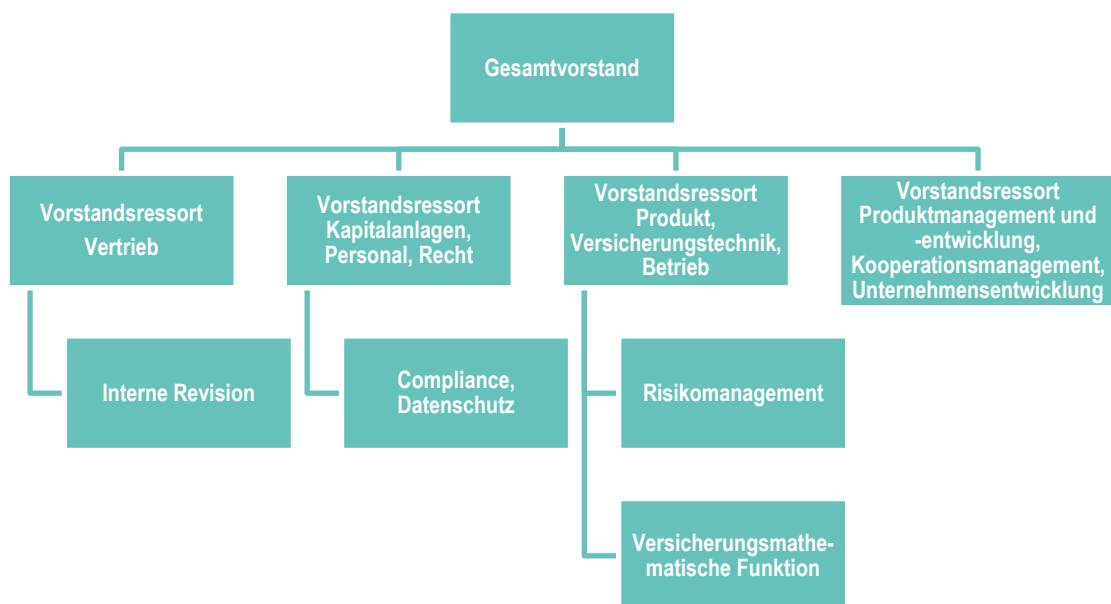 Gesamtvorstand
Vorstandsressort
Vertrieb
Vorstandsressort
Kapitalanlagen,
Personal, Recht
Vorstandsressort
Produkt,
Versicherungstechnik,
Betrieb
Vorstandsressort
Produktmanagement und
-entwicklung,
Kooperationsmanagement,
Unternehmensentwicklung
Interne Revision
Compliance,
Datenschutz
Risikomanagement
Versicherungsmathe-
matische Funktion